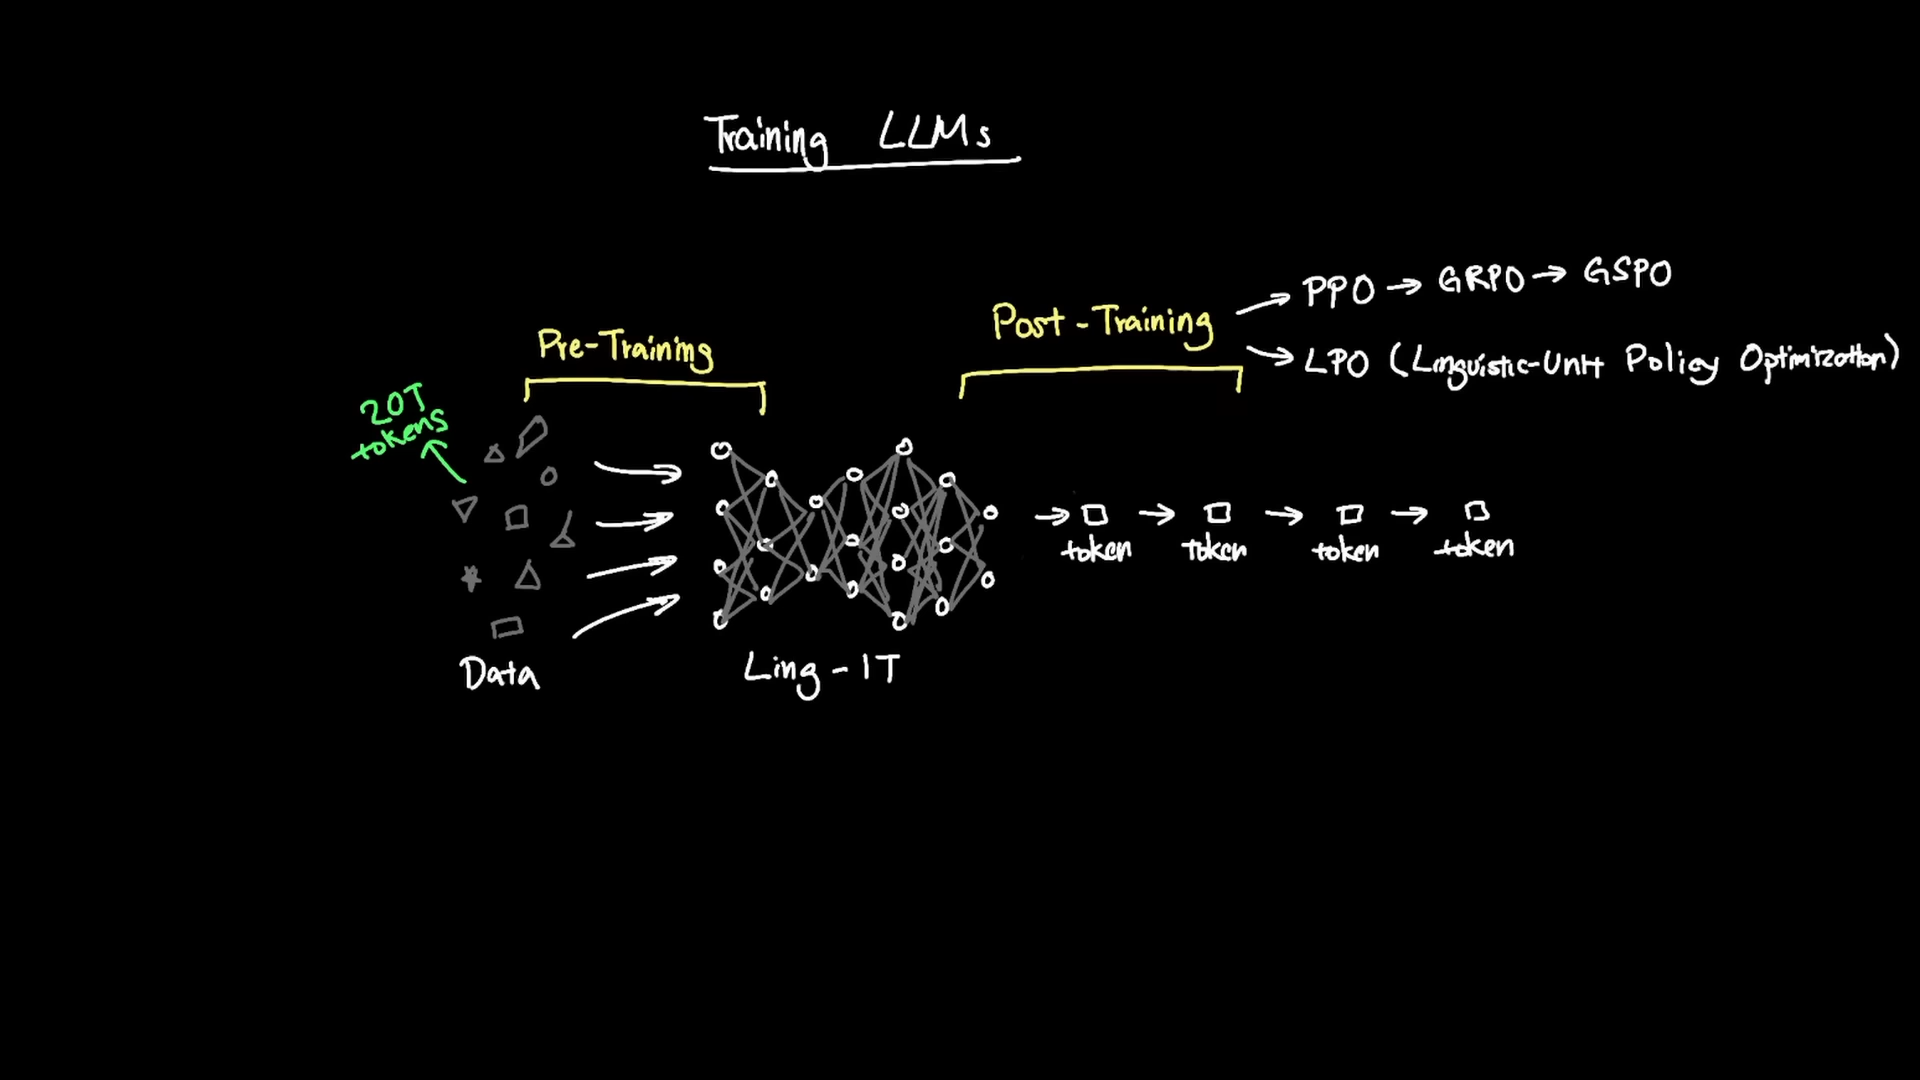 Training LLMs
PPO → GRPO → GSPO
Post-Training
Pre-Training
LPO (Linguistic-Unit Policy Optimization)
20T
tokens
token token token token
Data
Ling-1T